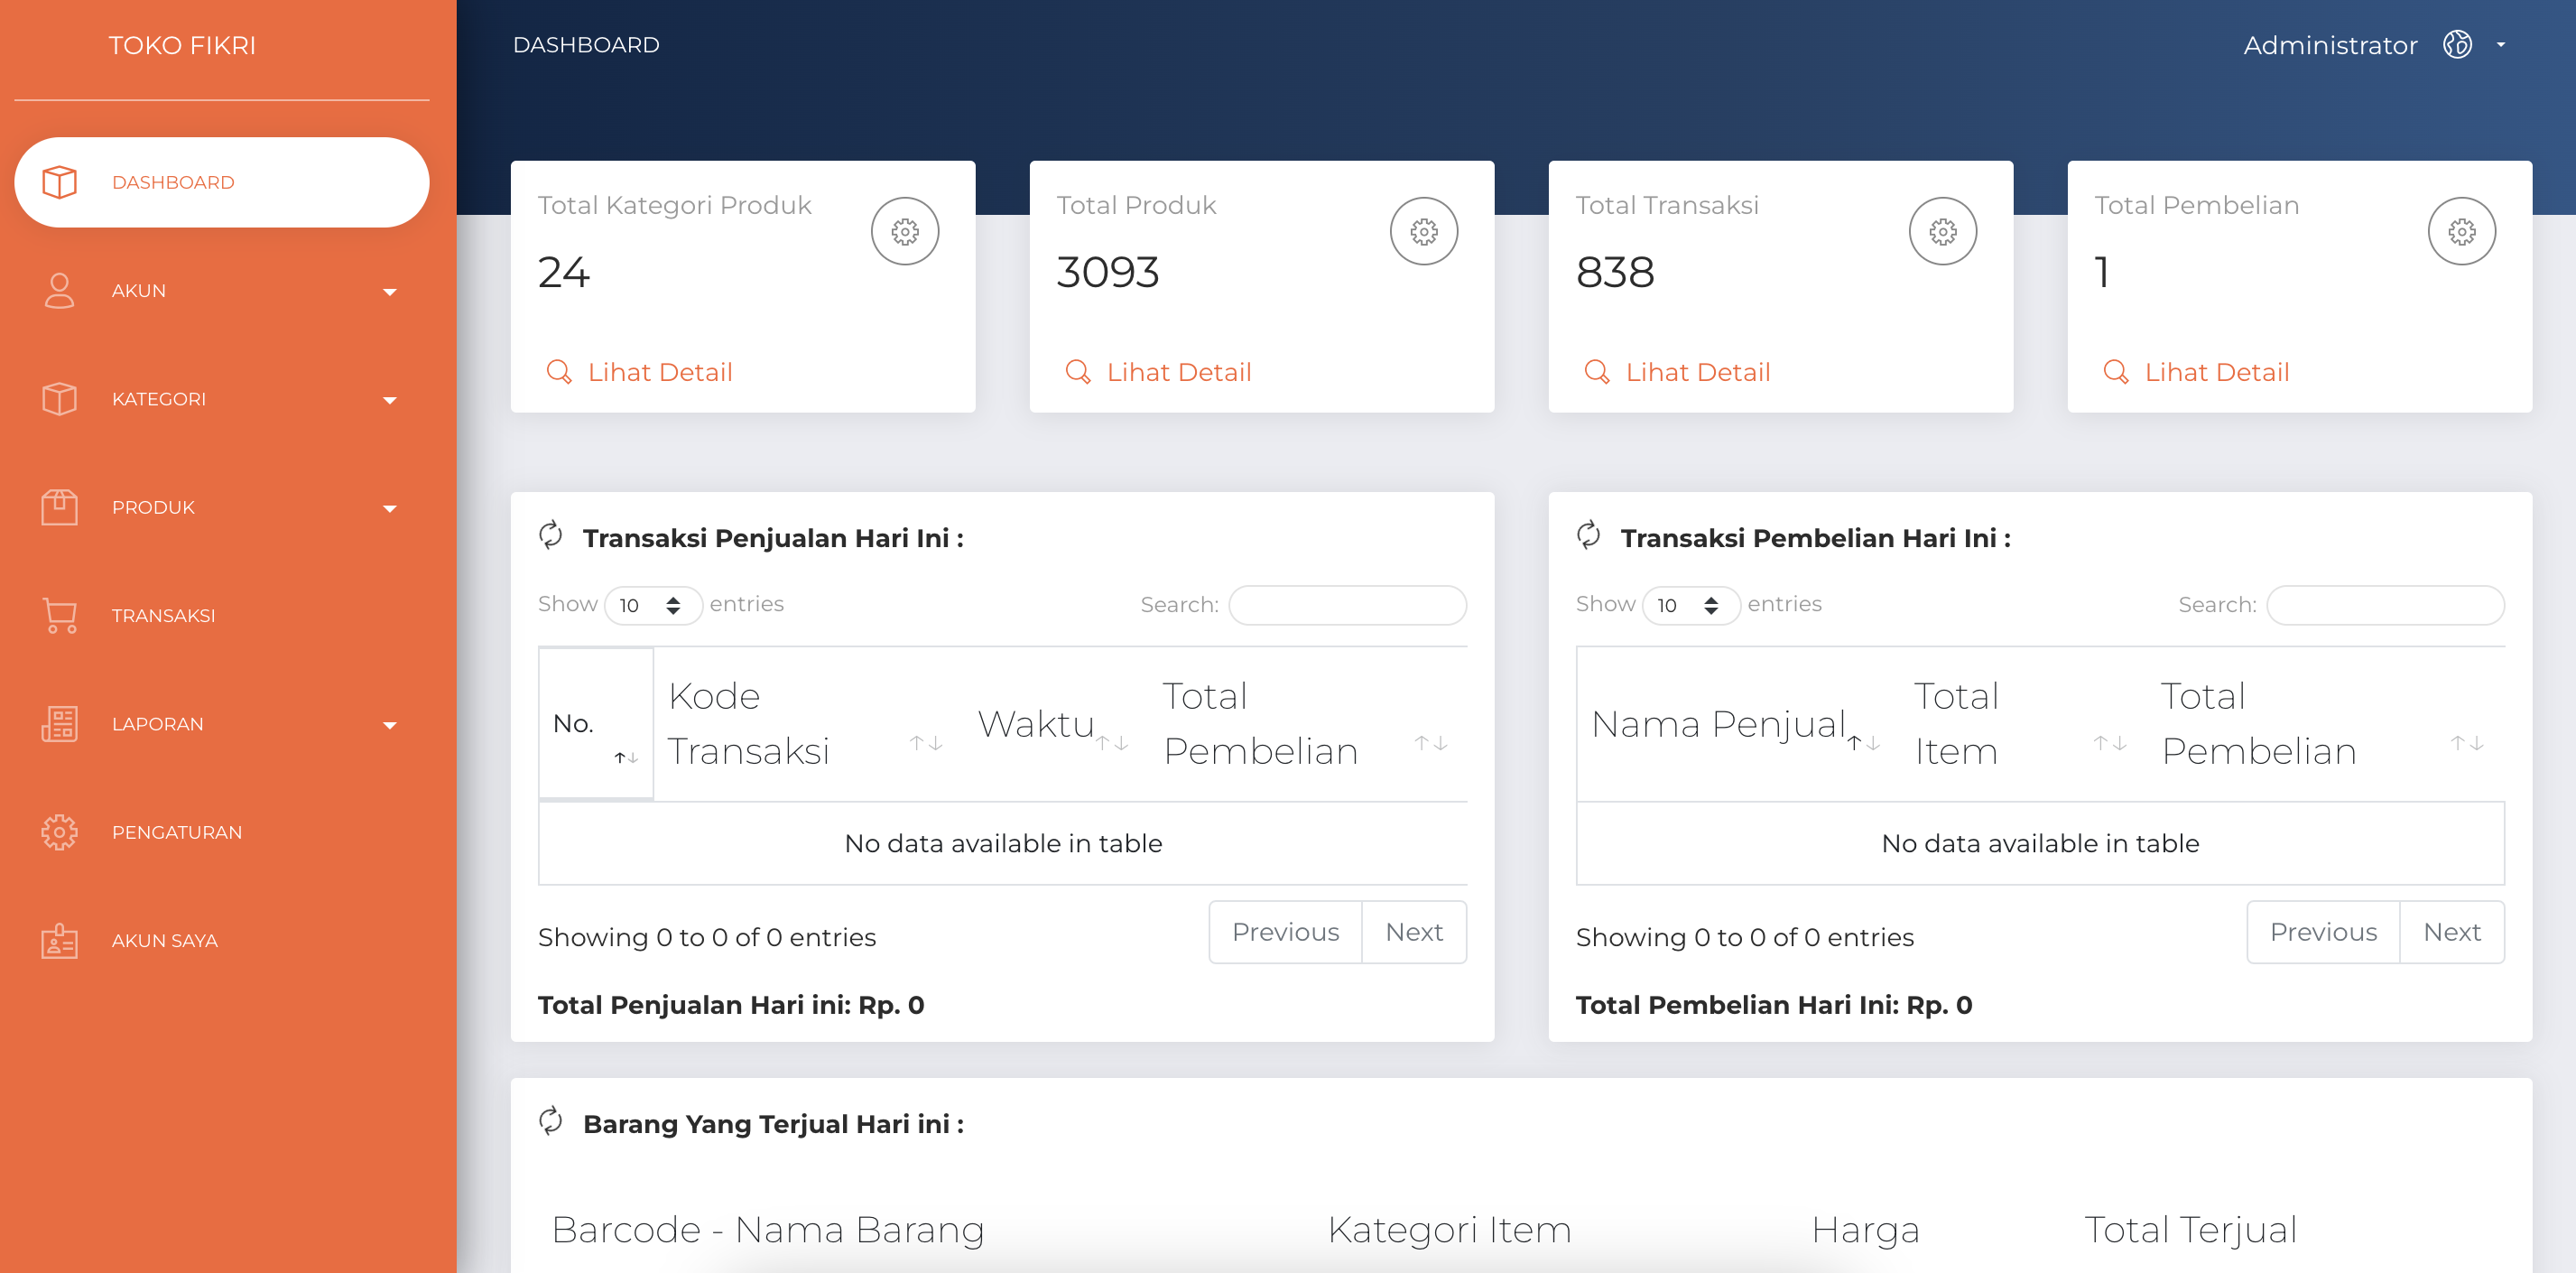 TOKO FIKRI
DASHBOARD
AKUN
KATEGORI
PRODUK
TRANSAKSI
LAPORAN
PENGATURAN
AKUN SAYA
DASHBOARD
Administrator
Total Kategori Produk
24
Lihat Detail
Total Produk
3093
Lihat Detail
Total Transaksi
838
Lihat Detail
Total Pembelian
1
Lihat Detail
Transaksi Penjualan Hari Ini :
Show 10 entries
Search:
No.
Kode
Transaksi
Waktu
Total
Pembelian
No data available in table
Showing 0 to 0 of 0 entries
Previous Next
Total Penjualan Hari ini: Rp. 0
Transaksi Pembelian Hari Ini :
Show 10 entries
Search:
Nama Penjual
Total
Item
Total
Pembelian
No data available in table
Showing 0 to 0 of 0 entries
Previous Next
Total Pembelian Hari Ini: Rp. 0
Barang Yang Terjual Hari ini :
Barcode - Nama Barang Kategori Item Harga Total Terjual